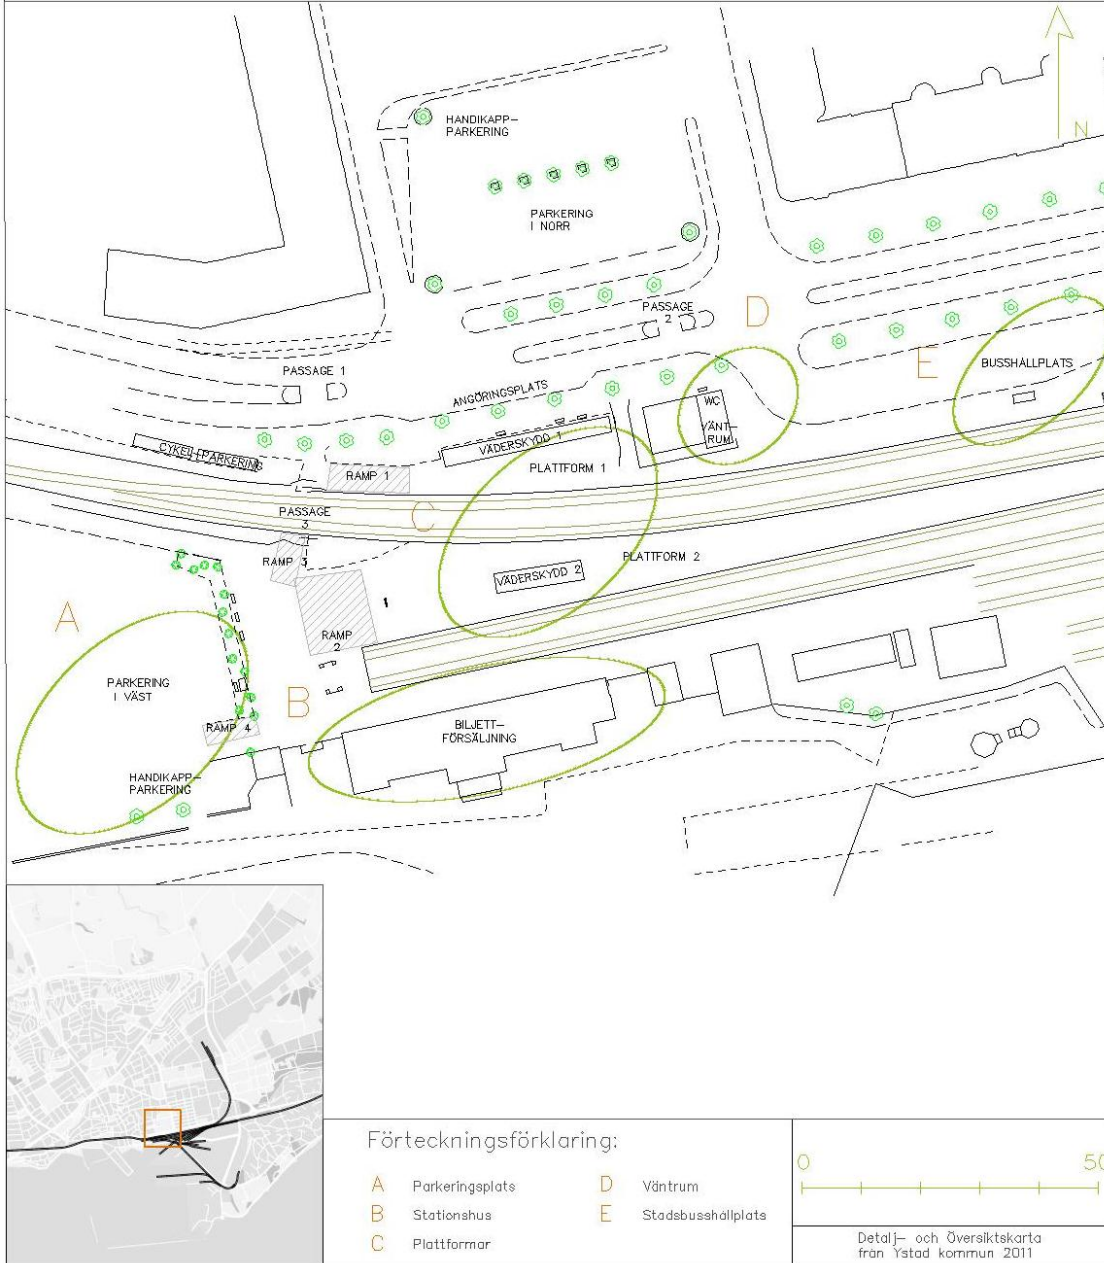 HANDIKAPP-
PARKERING
N
PARKERING
I NORR
PASSAGE
2
D
E
BUSSHÅLLPLATS
PASSAGE 1
ANGÖRINGSPLATS
WC
VÄNT-
RUM
VÄDERSKYDD 1
CYKEL-PARKERING
PLATTFORM 1
RAMP 1
C
PASSAGE
3
RAMP 3
PLATTFORM 2
VÄDERSKYDD 2
A
RAMP
2
PARKERING
I VÄST
B
RAMP 4
BILJETT-
FÖRSÄLJNING
HANDIKAPP-
PARKERING
Förteckningsförklaring:
A Parkeringsplats
B Stationshus
C Plattformar
D Väntrum
E Stadsbusshållplats
0 50
Detalj- och Översiktskarta
från Ystad kommun 2011